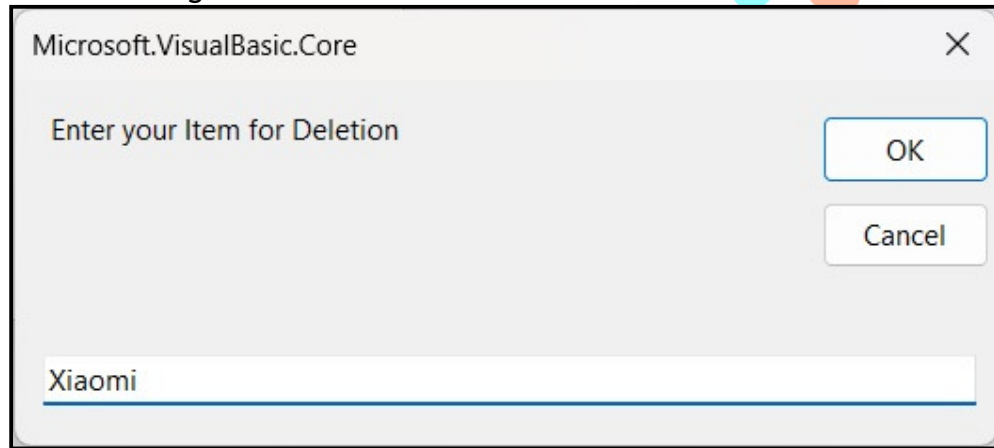 Microsoft.VisualBasic.Core
Enter your Item for Deletion
OK
Cancel
Xiaomi